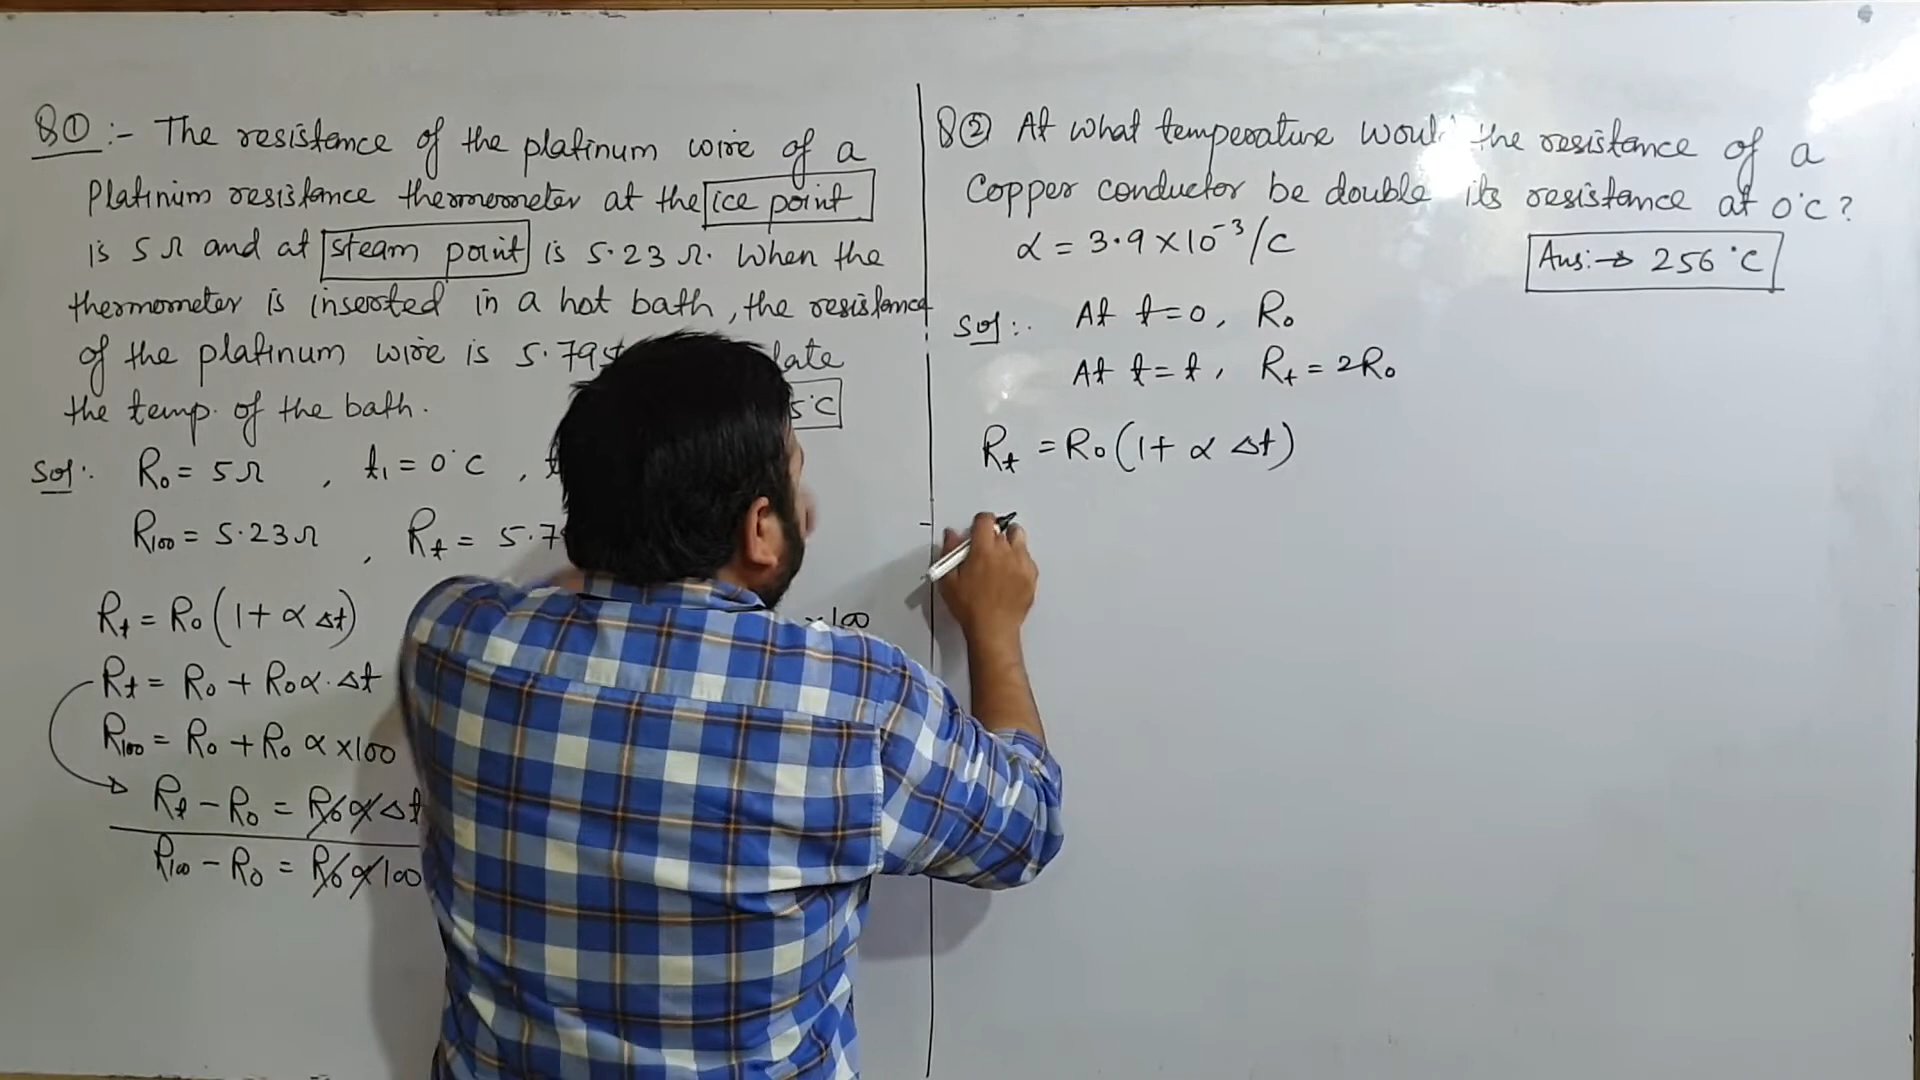 Q① :- The resistance of the platinum wire of a
Platinum resistance thermometer at the ice point
is 5 Ω and at steam point is 5.23 Ω. When the
thermometer is inserted in a hot bath, the resistance
of the platinum wire is 5.795
the temp. of the bath. 5°C
Sol: R₀ = 5Ω , t₁ = 0°C ,
R₁₀₀ = 5.23Ω , Rₜ = 5.79
Rₜ = R₀ (1 + α Δt) ×100
Rₜ = R₀ + R₀α.Δt
R₁₀₀ = R₀ + R₀ α ×100
Rₜ - R₀ = R₀αΔt
R₁₀₀ - R₀ = R₀α100
Q② At what temperature would the resistance of a
Copper conductor be double its resistance at 0°C?
α = 3.9 × 10⁻³/C
Ans:→ 256°C
Sol:. At t=0, R₀
At t=t, Rₜ = 2R₀
Rₜ = R₀ (1 + α Δt)